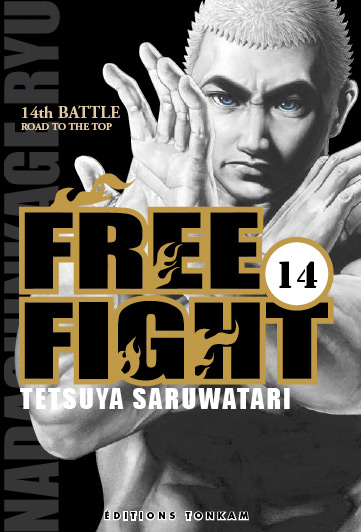 NADASHINKAGE RYU
14th BATTLE
ROAD TO THE TOP
FREE
14
FIGHT
TETSUYA SARUWATARI
ÉDITIONS TONKAM